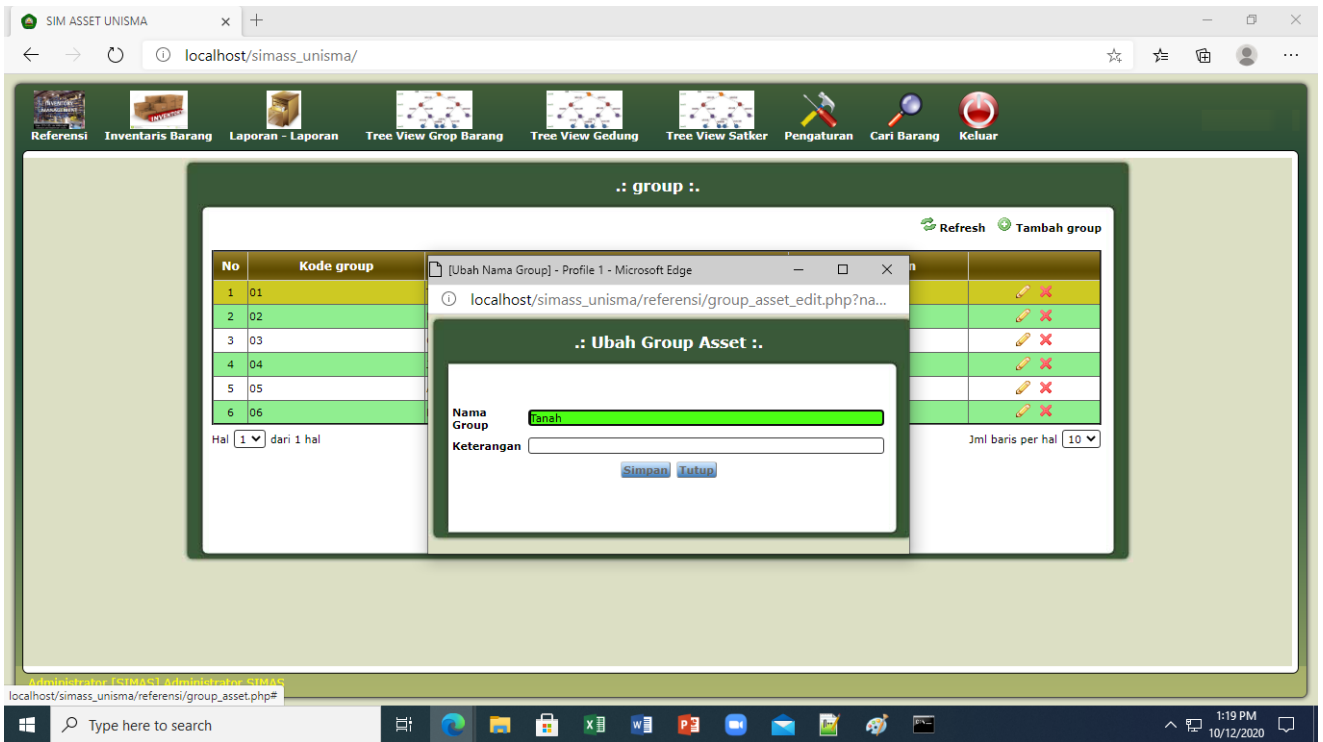 SIM ASSET UNISMA
localhost/simass_unisma/
Referensi Inventaris Barang Laporan - Laporan Tree View Grop Barang Tree View Gedung Tree View Satker Pengaturan Cari Barang Keluar
.: group :.
Refresh Tambah group
No Kode group
1 01
2 02
3 03
4 04
5 05
6 06
Hal 1 dari 1 hal
Jml baris per hal 10
[Ubah Nama Group] - Profile 1 - Microsoft Edge
localhost/simass_unisma/referensi/group_asset_edit.php?na...
.: Ubah Group Asset :.
Nama
Group
Tanah
Keterangan
Simpan Tutup
Administrator [SIMAS] Administrator SIMAS
localhost/simass_unisma/referensi/group_asset.php#
Type here to search
1:19 PM
10/12/2020